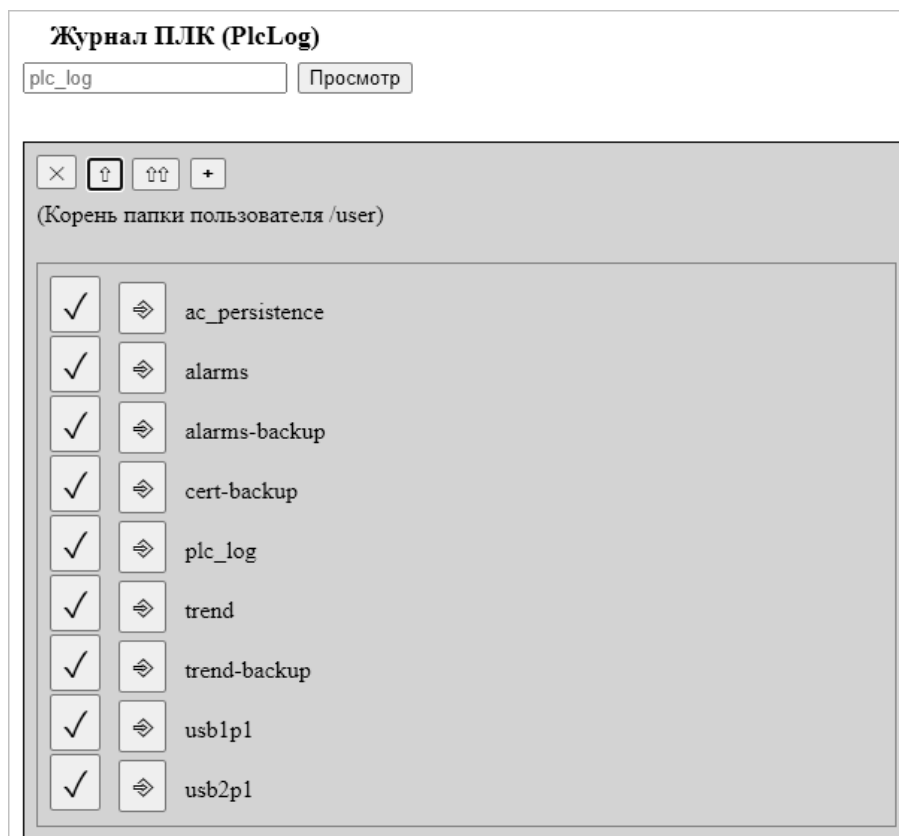 Журнал ПЛК (PlcLog)
plc_log Просмотр
(Корень папки пользователя /user)
ac_persistence
alarms
alarms-backup
cert-backup
plc_log
trend
trend-backup
usb1p1
usb2p1